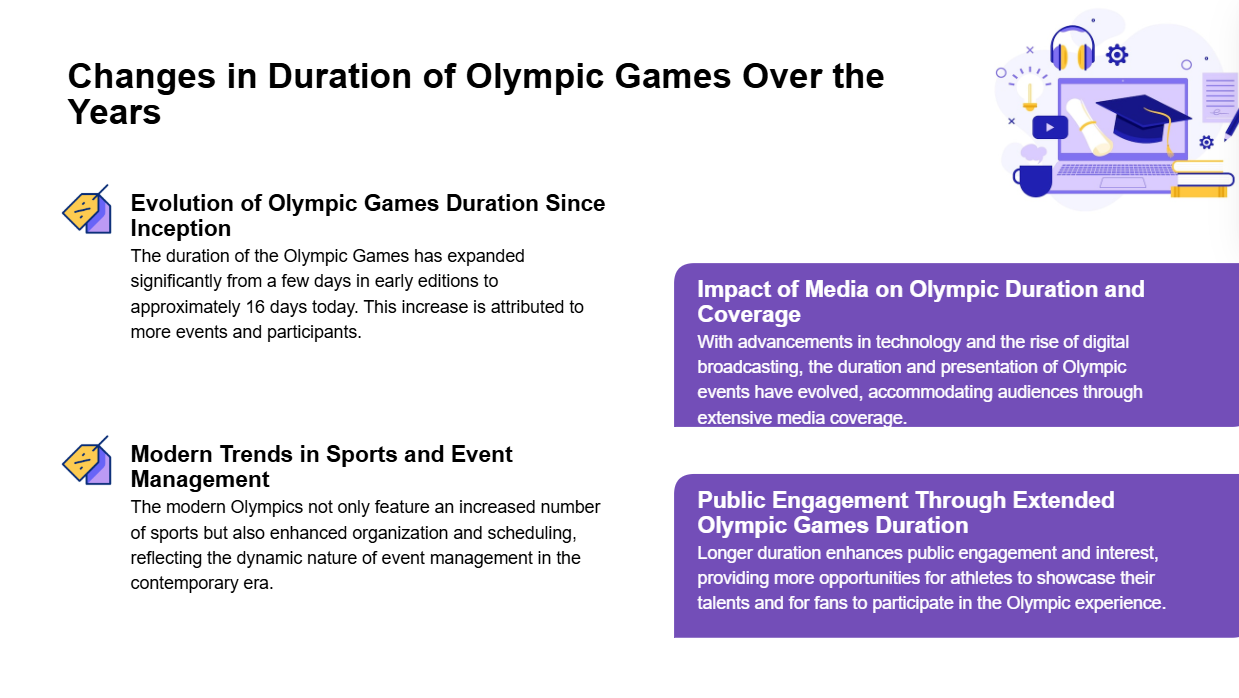 Changes in Duration of Olympic Games Over the
Years
Evolution of Olympic Games Duration Since
Inception
The duration of the Olympic Games has expanded
significantly from a few days in early editions to
approximately 16 days today. This increase is attributed to
more events and participants.
Modern Trends in Sports and Event
Management
The modern Olympics not only feature an increased number
of sports but also enhanced organization and scheduling,
reflecting the dynamic nature of event management in the
contemporary era.
Impact of Media on Olympic Duration and
Coverage
With advancements in technology and the rise of digital
broadcasting, the duration and presentation of Olympic
events have evolved, accommodating audiences through
extensive media coverage.
Public Engagement Through Extended
Olympic Games Duration
Longer duration enhances public engagement and interest,
providing more opportunities for athletes to showcase their
talents and for fans to participate in the Olympic experience.